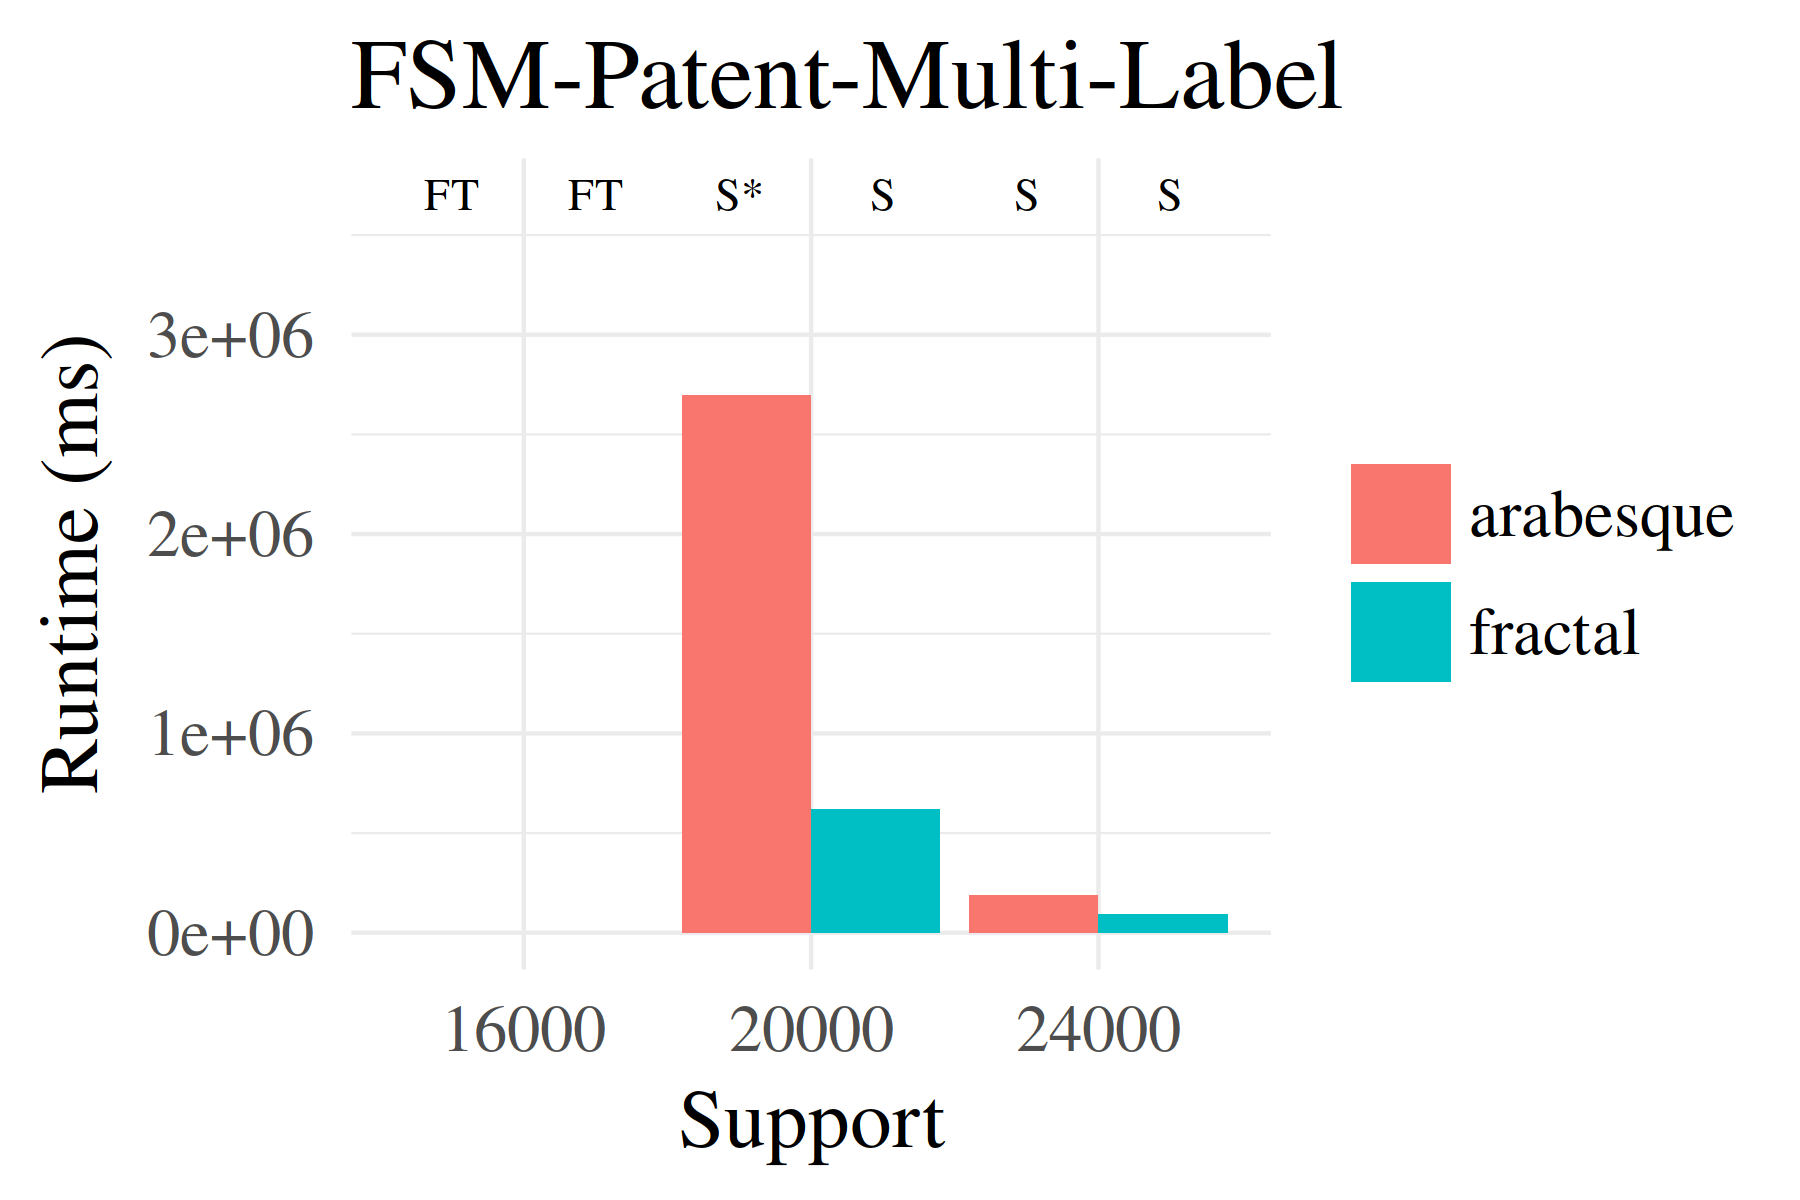 FSM-Patent-Multi-Label
FT FT S* S S S
3e+06
2e+06
1e+06
0e+00
Runtime (ms)
16000 20000 24000
Support
arabesque
fractal